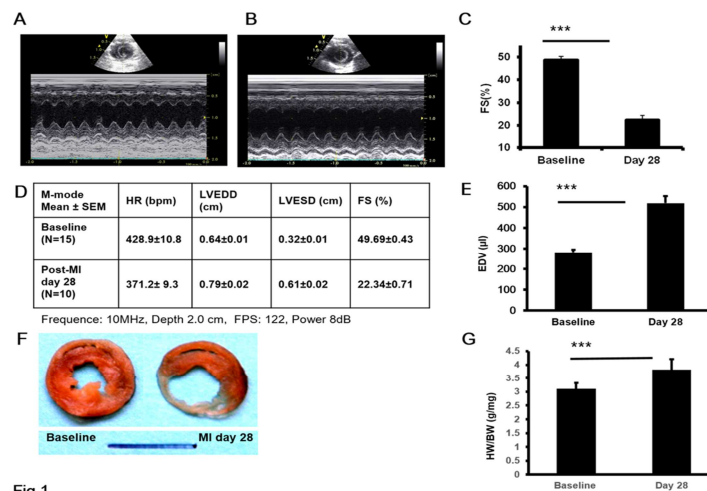 A
B
C
***
FS(%)
50
40
30
20
10
Baseline Day 28
D
M-mode Mean ± SEM HR (bpm) LVEDD (cm) LVESD (cm) FS (%)
Baseline (N=15) 428.9±10.8 0.64±0.01 0.32±0.01 49.69±0.43
Post-MI day 28 (N=10) 371.2± 9.3 0.79±0.02 0.61±0.02 22.34±0.71
Frequence: 10MHz, Depth 2.0 cm, FPS: 122, Power 8dB
E
***
EDV (µl)
600
500
400
300
200
100
0
Baseline Day 28
F
Baseline MI day 28
G
***
HW/BW (g/mg)
4.5
4
3.5
3
2.5
2
1.5
1
0.5
0
Baseline Day 28
Fig 1